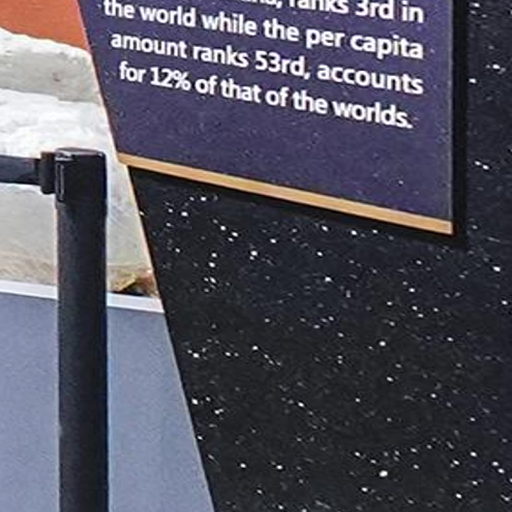 ranks 3rd in
the world while the per capita
amount ranks 53rd, accounts
for 12% of that of the worlds.